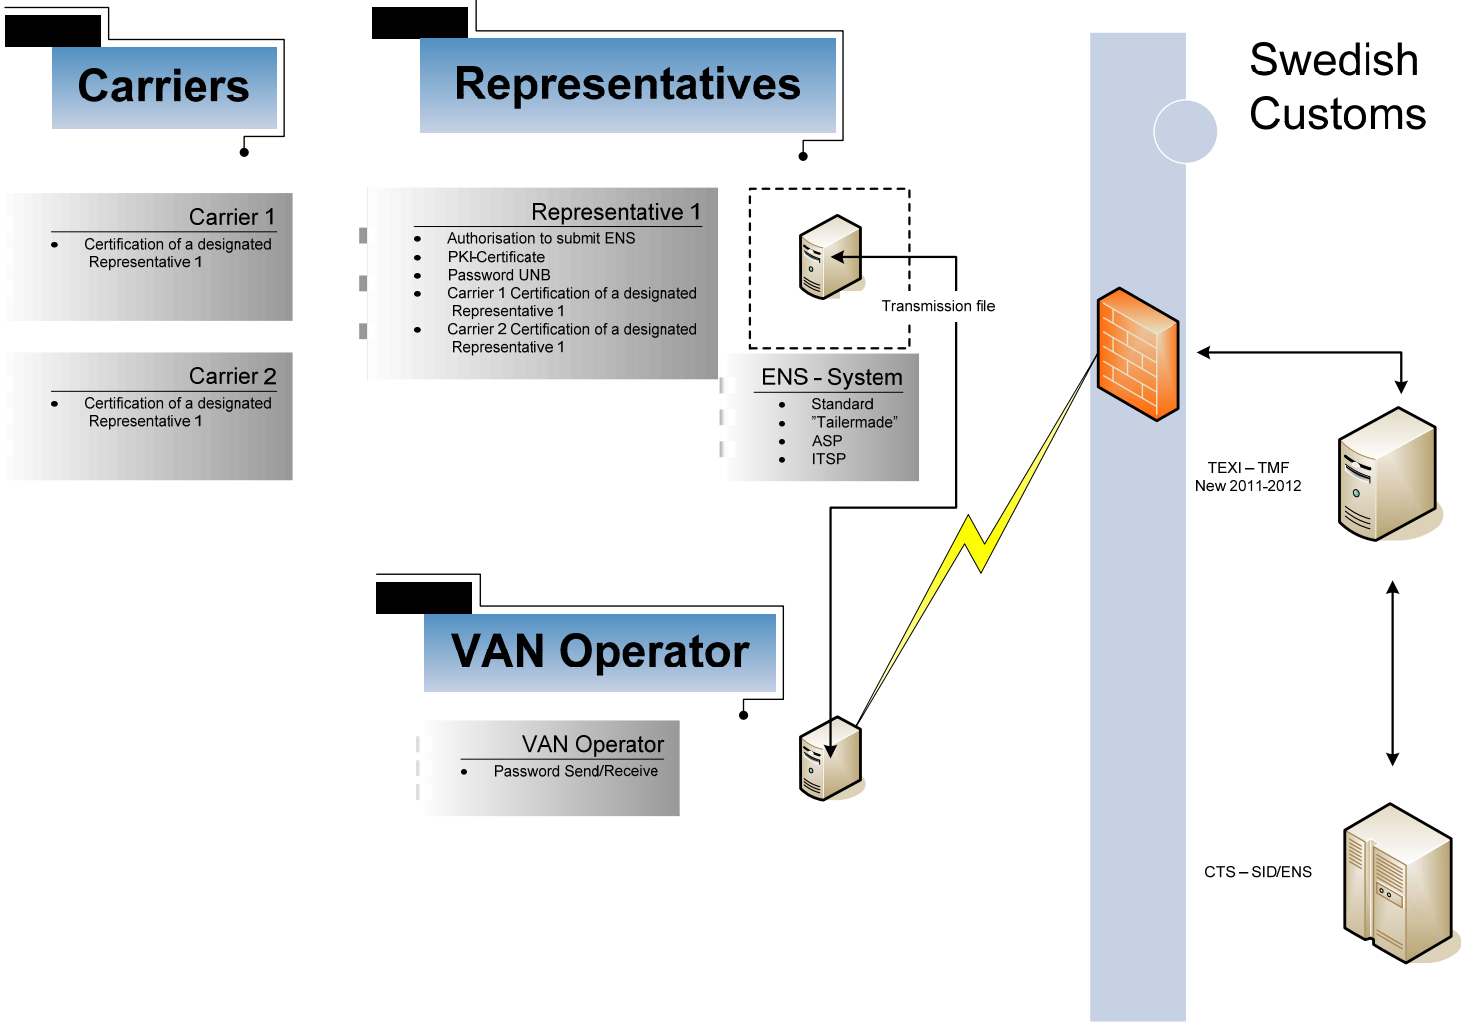 Carriers
Carrier 1
• Certification of a designated
Representative 1
Carrier 2
• Certification of a designated
Representative 1
Representatives
Representative 1
• Authorisation to submit ENS
• PKI-Certificate
• Password UNB
• Carrier 1 Certification of a designated
Representative 1
• Carrier 2 Certification of a designated
Representative 1
Transmission file
ENS - System
• Standard
• ”Tailermade”
• ASP
• ITSP
VAN Operator
VAN Operator
• Password Send/Receive
Swedish
Customs
TEXI – TMF
New 2011-2012
CTS – SID/ENS